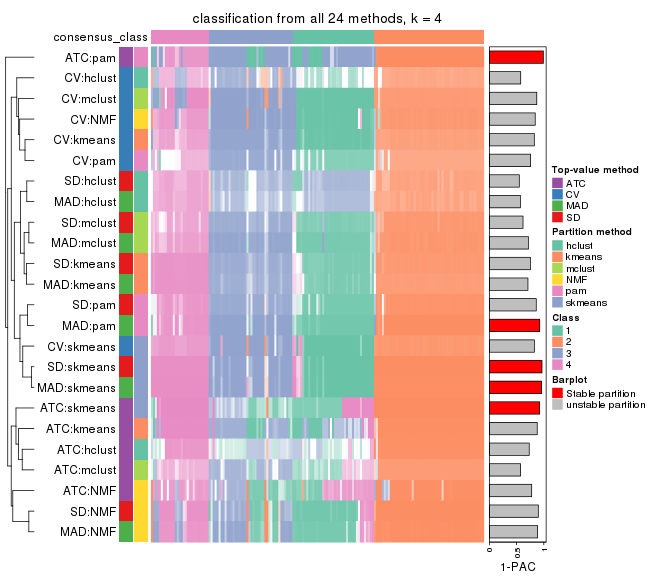 classification from all 24 methods, k = 4
consensus_class
ATC:pam
CV:hclust
CV:mclust
CV:NMF
CV:kmeans
CV:pam
SD:hclust
MAD:hclust
SD:mclust
MAD:mclust
SD:kmeans
MAD:kmeans
SD:pam
MAD:pam
CV:skmeans
SD:skmeans
MAD:skmeans
ATC:skmeans
ATC:kmeans
ATC:hclust
ATC:mclust
ATC:NMF
SD:NMF
MAD:NMF
0
0.5
1
1-PAC
Top-value method
ATC
CV
MAD
SD
Partition method
hclust
kmeans
mclust
NMF
pam
skmeans
Class
1
2
3
4
Barplot
Stable partition
unstable partition